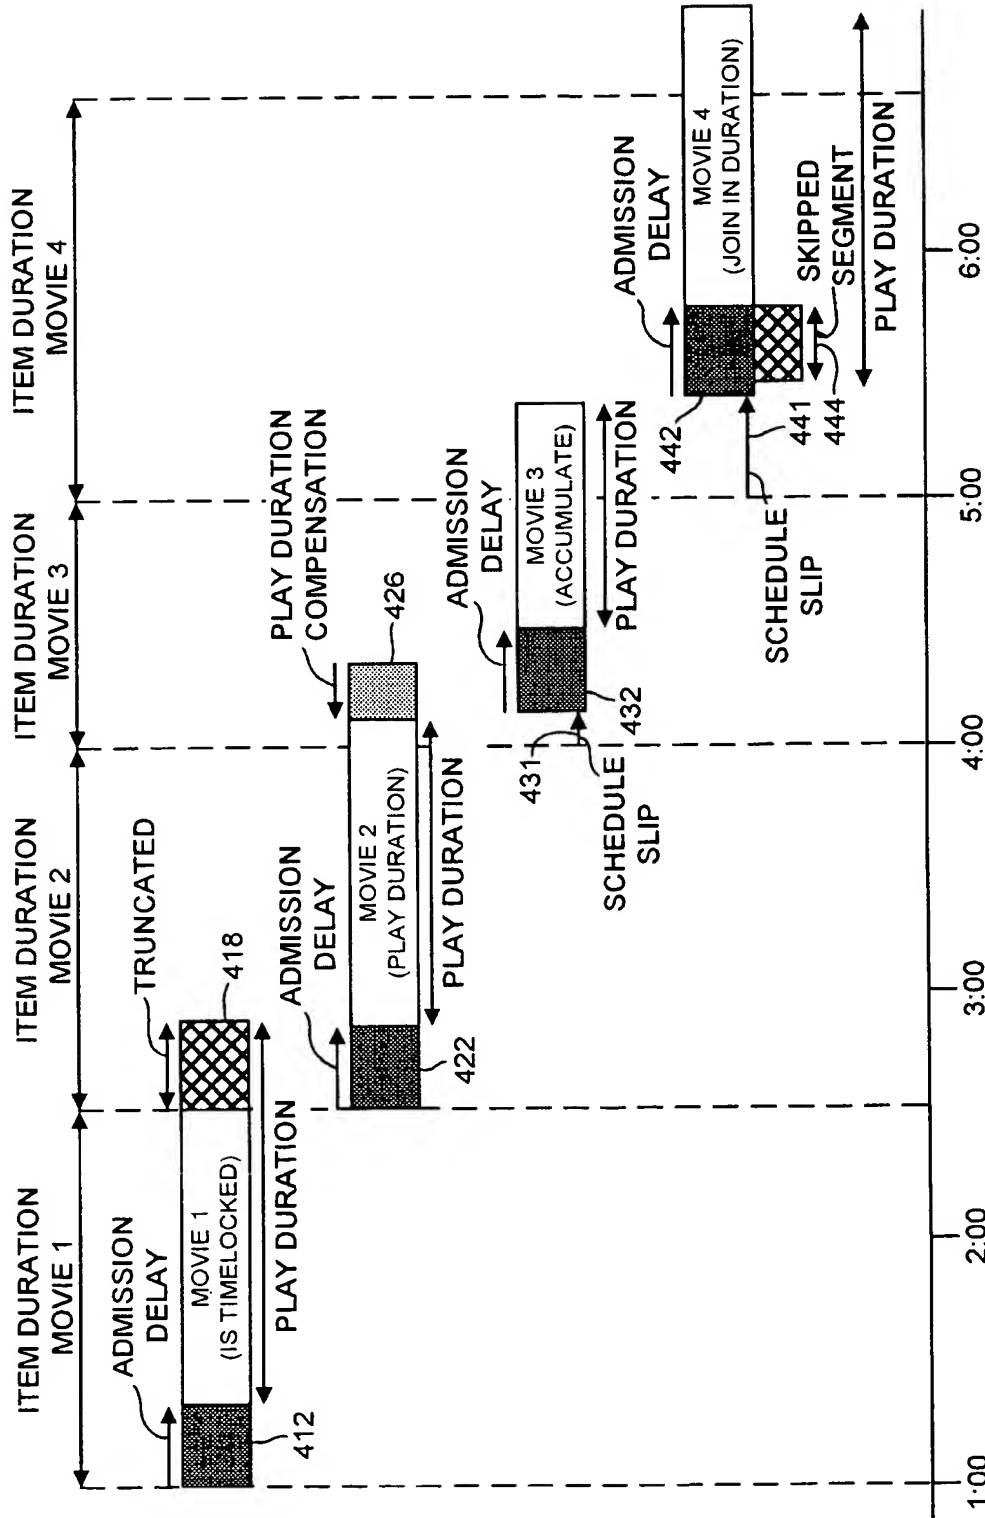 ITEM DURATION
MOVIE 1
ITEM DURATION
MOVIE 2
ITEM DURATION
MOVIE 3
ITEM DURATION
MOVIE 4
ADMISSION
DELAY
TRUNCATED
418
MOVIE 1
(IS TIMELOCKED)
PLAY DURATION
412
ADMISSION
DELAY
PLAY DURATION
COMPENSATION
426
MOVIE 2
(PLAY DURATION)
PLAY DURATION
422
ADMISSION
DELAY
MOVIE 3
(ACCUMULATE)
PLAY DURATION
432
431
SCHEDULE
SLIP
ADMISSION
DELAY
MOVIE 4
(JOIN IN DURATION)
442
SKIPPED
SEGMENT
PLAY DURATION
441
444
SCHEDULE
SLIP
1:00
2:00
3:00
4:00
5:00
6:00